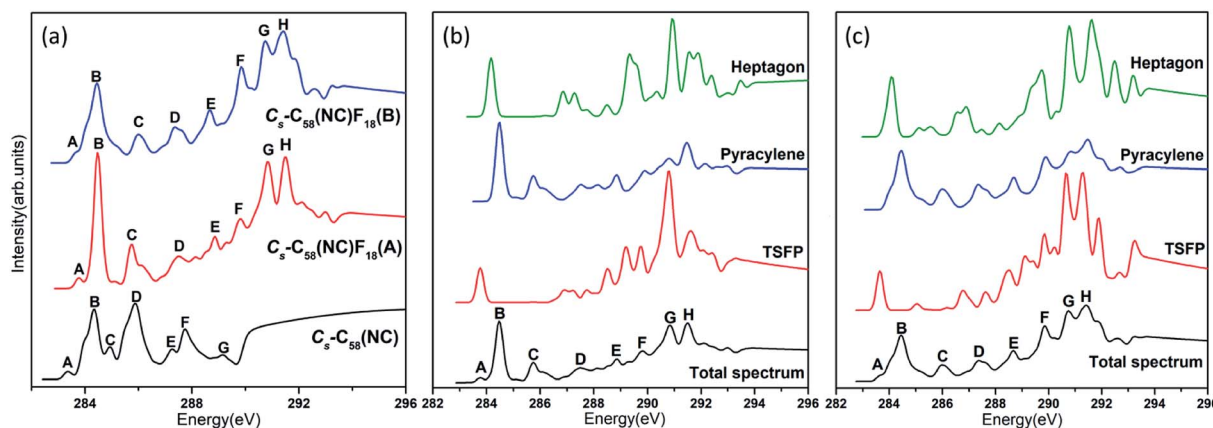 (a)
G H
F
B
E
D
C
A
Cs-C58(NC)F18(B)
B
G H
C
F
E
D
A
Cs-C58(NC)F18(A)
D
B
F
C
E
G
A
Cs-C58(NC)
284 288 292 296
Energy(eV)
Intensity(arb.units)
(b)
Heptagon
Pyracylene
TSFP
B
G H
C
F
E
D
A
Total spectrum
282 284 286 288 290 292 294 296
Energy(eV)
(c)
Heptagon
Pyracylene
TSFP
H
G
F
B
E
D
C
A
Total spectrum
282 284 286 288 290 292 294 296
Energy(eV)